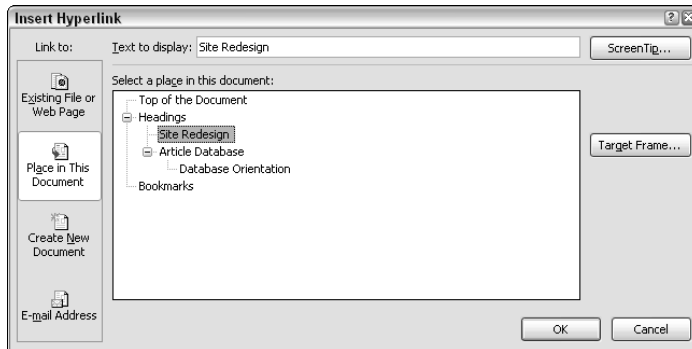 Insert Hyperlink
Link to:
Text to display: Site Redesign
ScreenTip...
Select a place in this document:
Existing File or
Web Page
Place in This
Document
Create New
Document
E-mail Address
Top of the Document
Headings
Site Redesign
Article Database
Database Orientation
Bookmarks
Target Frame...
OK
Cancel